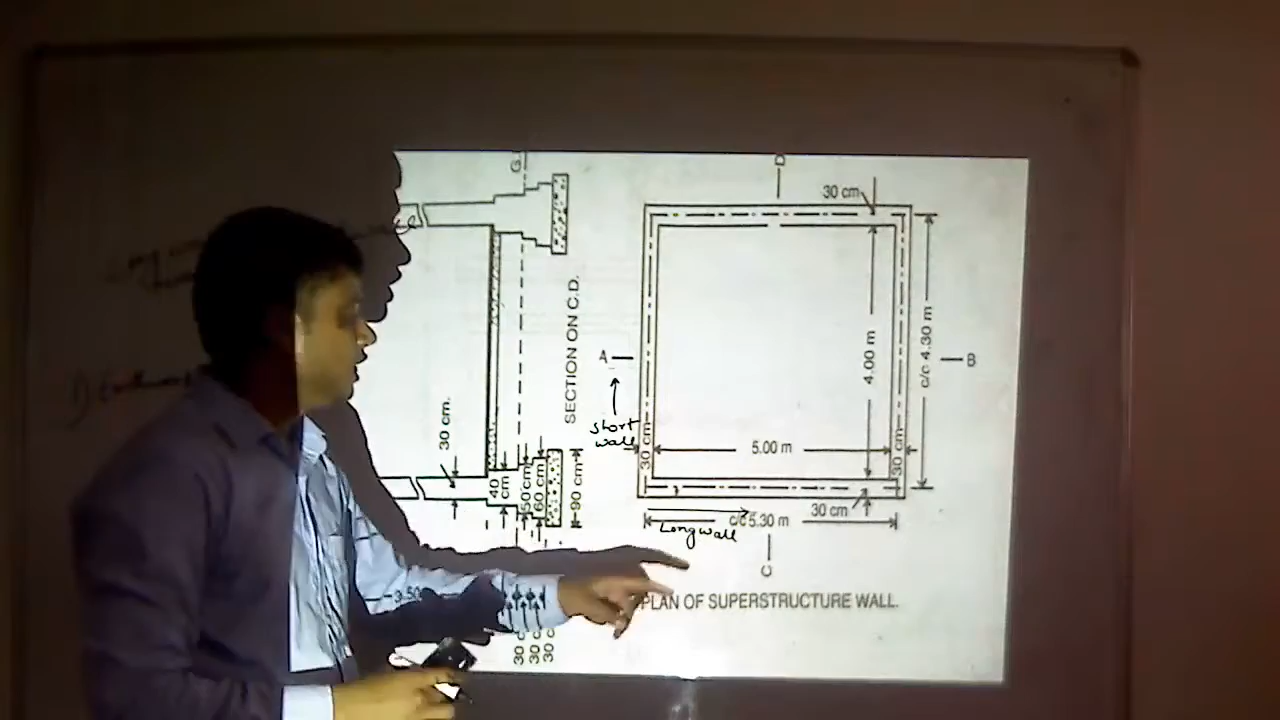 G.
D
30 cm
SECTION ON C.D.
30 cm.
40
cm
50 cm
60 cm
90 cm
A
B
short
wall
4.00 m
c/c 4.30 m
30 cm
5.00 m
30 cm
30 cm
c/c 5.30 m
Long wall
C
PLAN OF SUPERSTRUCTURE WALL.
3.50
30 c
30 c
30 c